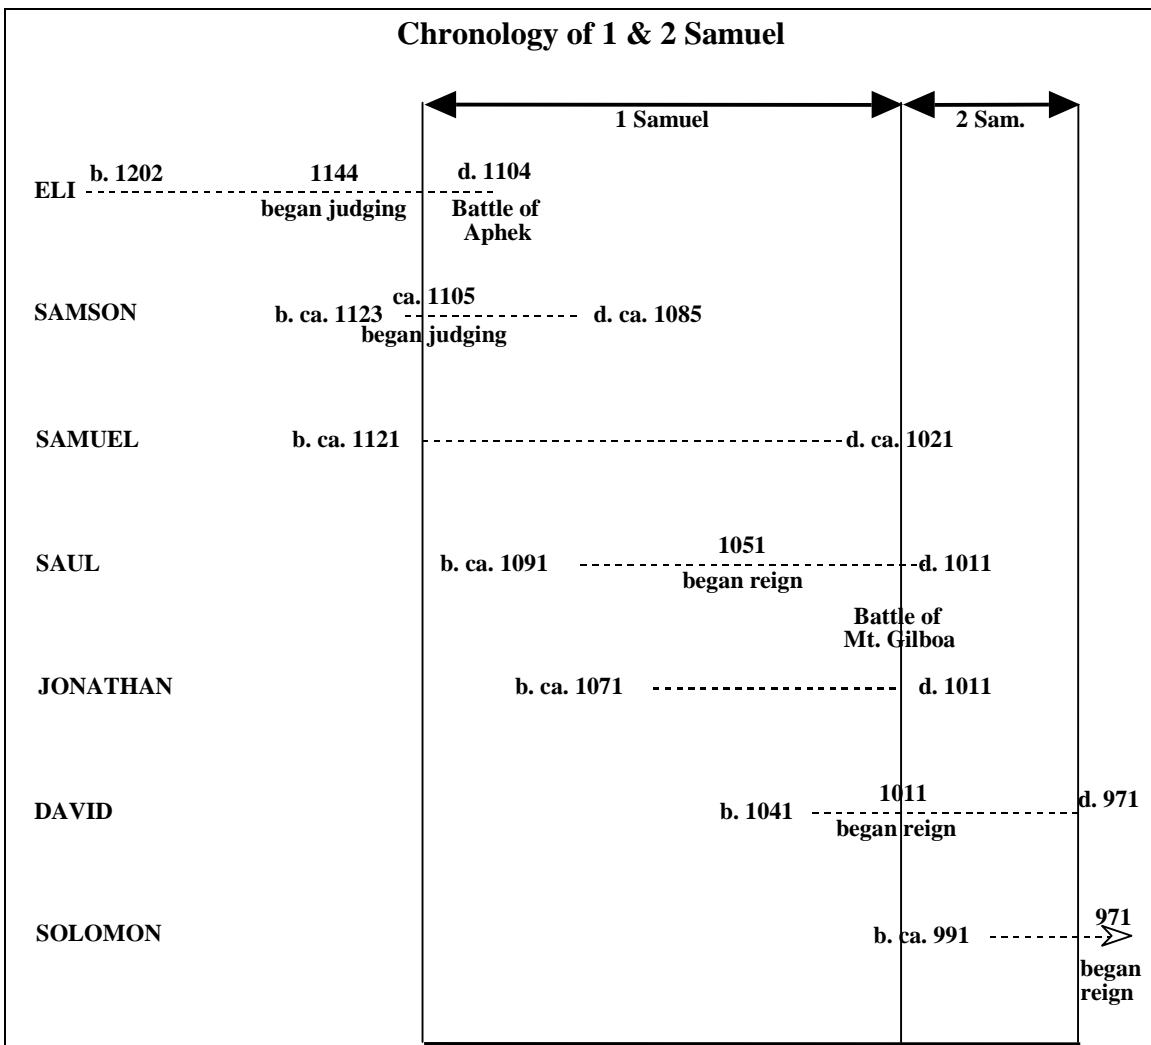 Chronology of 1 & 2 Samuel
1 Samuel
2 Sam.
ELI
b. 1202
1144
began judging
d. 1104
Battle of
Aphek
SAMSON
b. ca. 1123
ca. 1105
began judging
d. ca. 1085
SAMUEL
b. ca. 1121
d. ca. 1021
SAUL
b. ca. 1091
1051
began reign
d. 1011
Battle of
Mt. Gilboa
JONATHAN
b. ca. 1071
d. 1011
DAVID
b. 1041
1011
began reign
d. 971
SOLOMON
b. ca. 991
971
began
reign